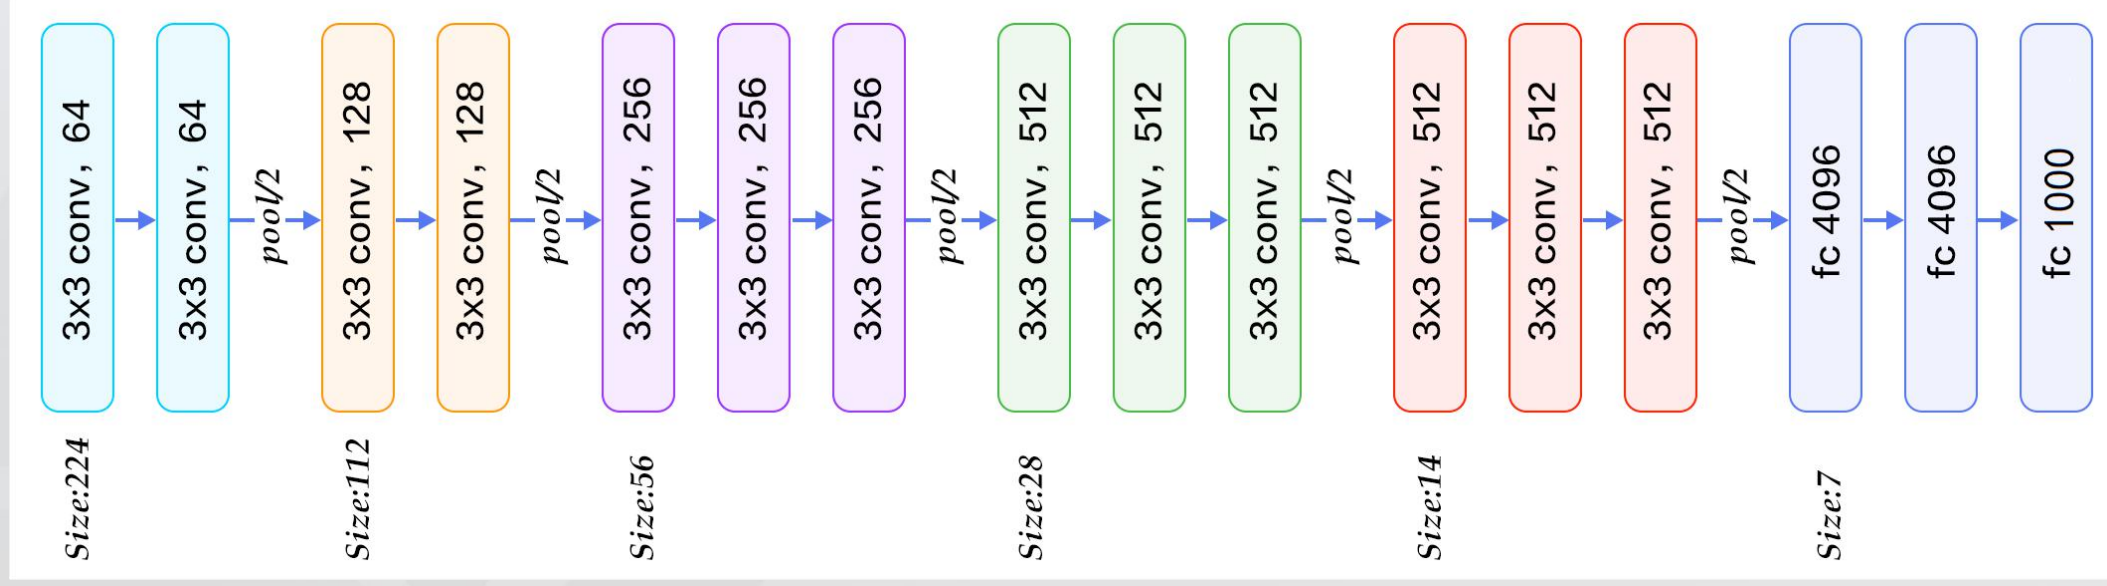 3x3 conv, 64
3x3 conv, 64
pool/2
3x3 conv, 128
3x3 conv, 128
pool/2
3x3 conv, 256
3x3 conv, 256
3x3 conv, 256
pool/2
3x3 conv, 512
3x3 conv, 512
3x3 conv, 512
pool/2
3x3 conv, 512
3x3 conv, 512
3x3 conv, 512
pool/2
fc 4096
fc 4096
fc 1000
Size:224
Size:112
Size:56
Size:28
Size:14
Size:7